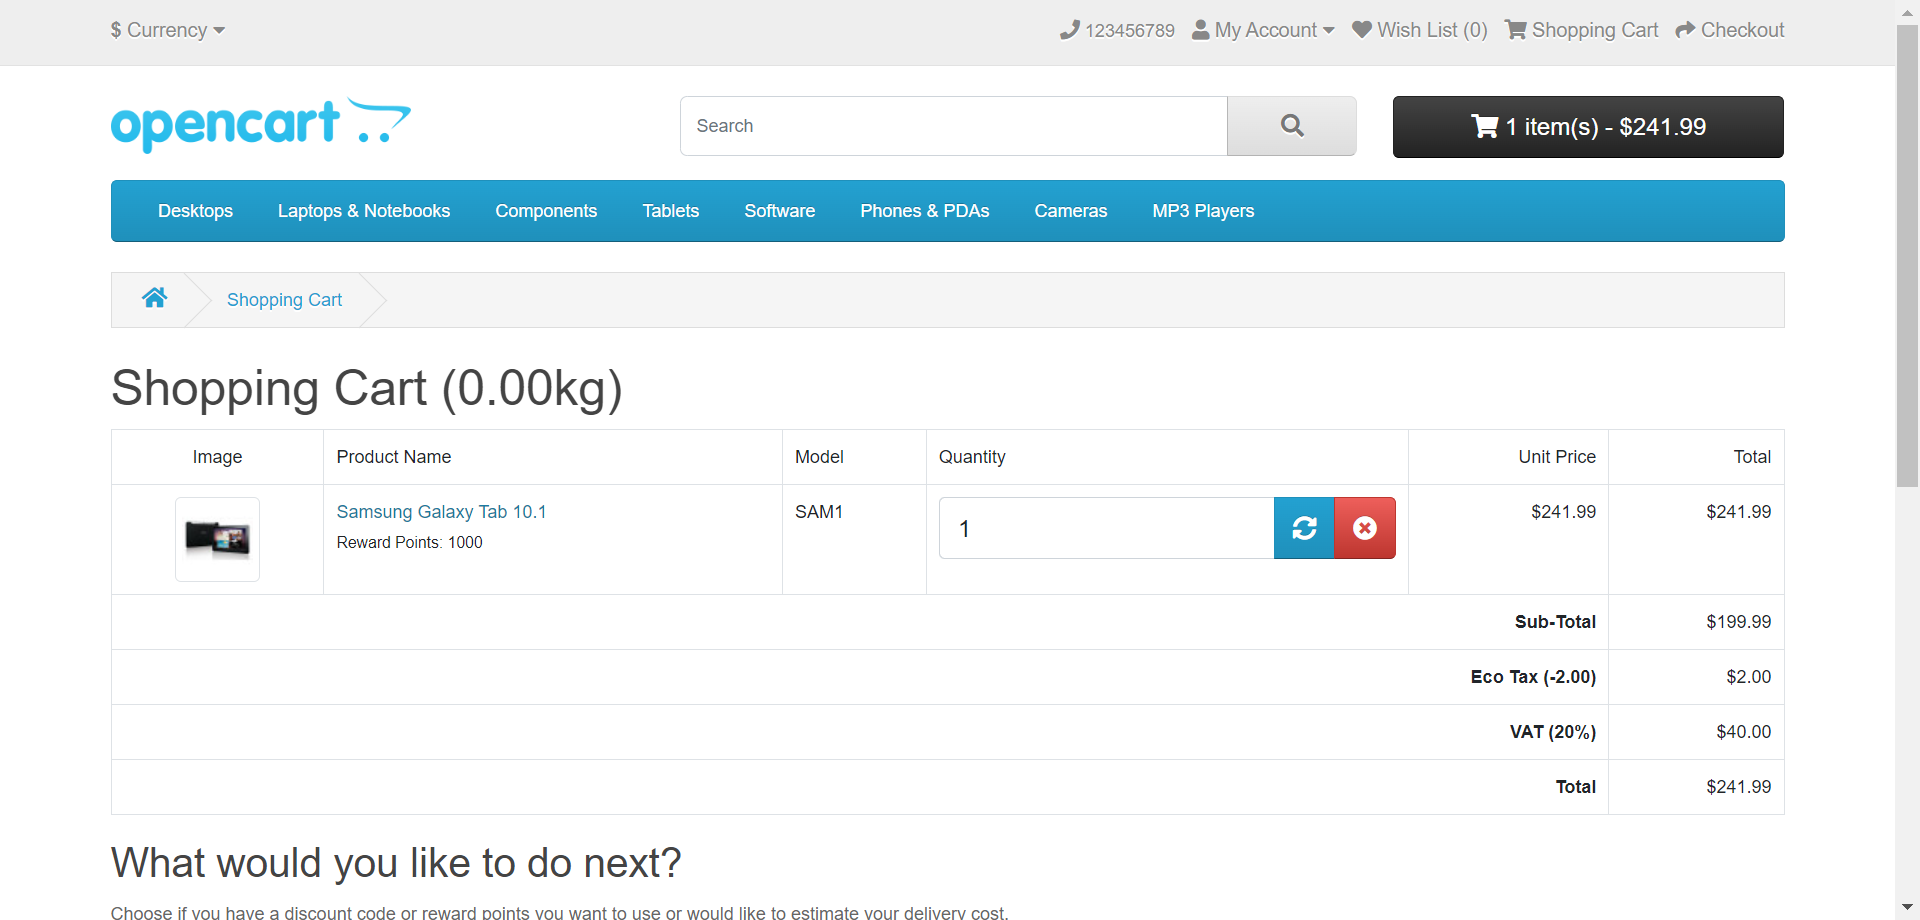 $ Currency
123456789 My Account Wish List (0) Shopping Cart Checkout
opencart
Search
1 item(s) - $241.99
Desktops Laptops & Notebooks Components Tablets Software Phones & PDAs Cameras MP3 Players
Shopping Cart
Shopping Cart (0.00kg)
Image Product Name Model Quantity Unit Price Total
Samsung Galaxy Tab 10.1 SAM1 1 $241.99 $241.99
Reward Points: 1000
Sub-Total $199.99
Eco Tax (-2.00) $2.00
VAT (20%) $40.00
Total $241.99
What would you like to do next?
Choose if you have a discount code or reward points you want to use or would like to estimate your delivery cost.